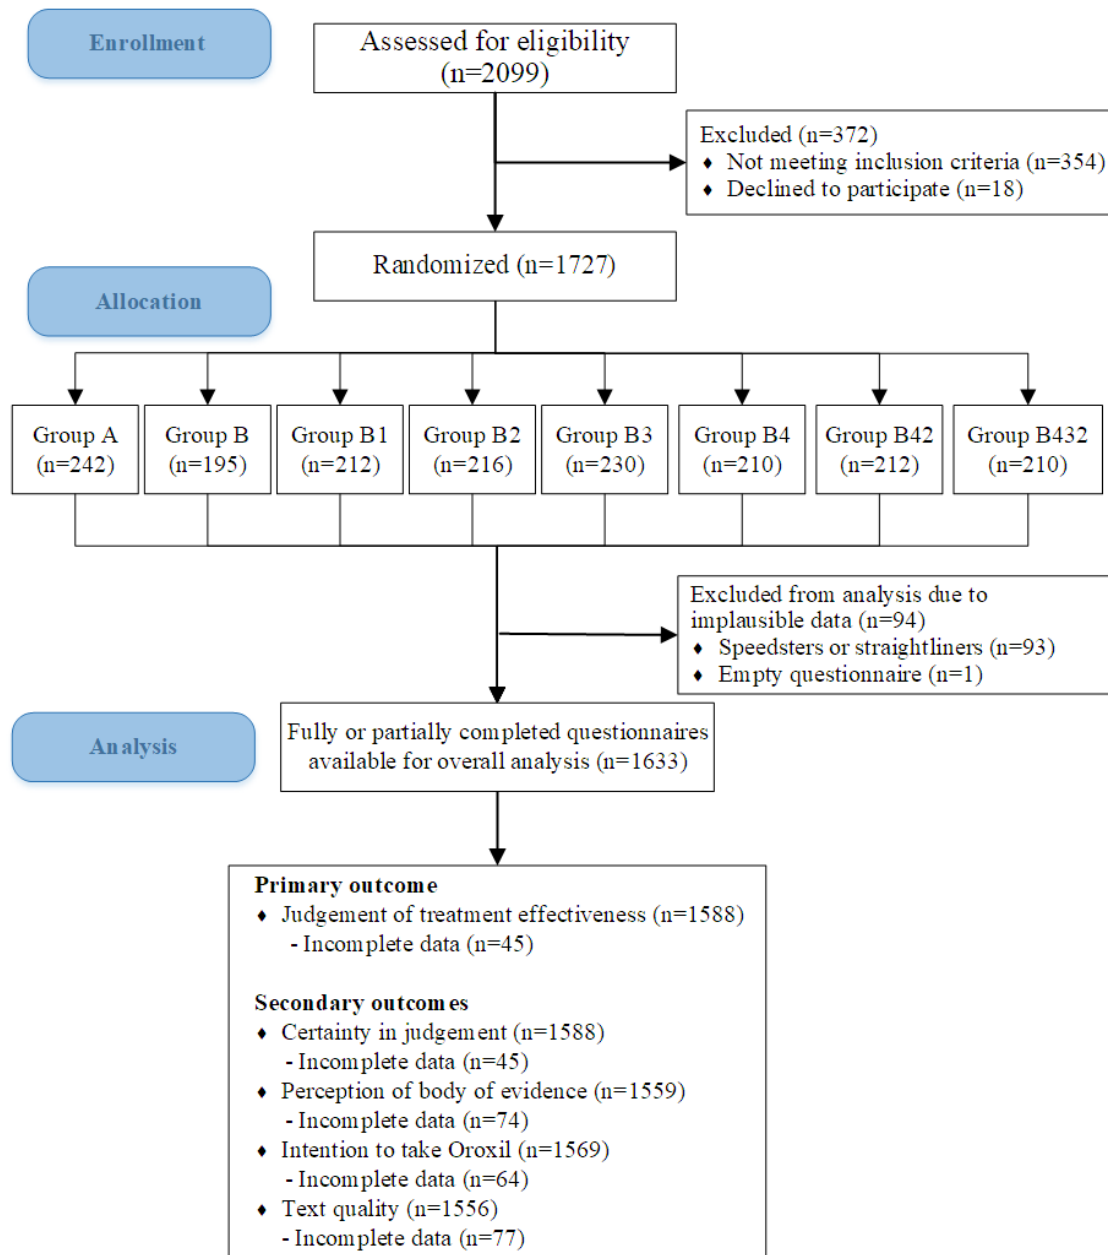 Enrollment
Assessed for eligibility
(n=2099)
Excluded (n=372)
♦ Not meeting inclusion criteria (n=354)
♦ Declined to participate (n=18)
Randomized (n=1727)
Allocation
Group A
(n=242)
Group B
(n=195)
Group B1
(n=212)
Group B2
(n=216)
Group B3
(n=230)
Group B4
(n=210)
Group B42
(n=212)
Group B432
(n=210)
Excluded from analysis due to
implausible data (n=94)
♦ Speedsters or straightliners (n=93)
♦ Empty questionnaire (n=1)
Analysis
Fully or partially completed questionnaires
available for overall analysis (n=1633)
Primary outcome
♦ Judgement of treatment effectiveness (n=1588)
- Incomplete data (n=45)
Secondary outcomes
♦ Certainty in judgement (n=1588)
- Incomplete data (n=45)
♦ Perception of body of evidence (n=1559)
- Incomplete data (n=74)
♦ Intention to take Oroxil (n=1569)
- Incomplete data (n=64)
♦ Text quality (n=1556)
- Incomplete data (n=77)